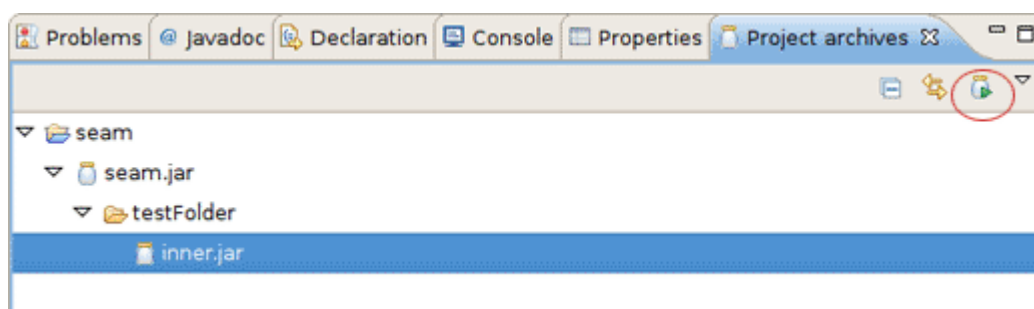 Problems @ Javadoc Declaration Console Properties Project archives
seam
seam.jar
testFolder
inner.jar